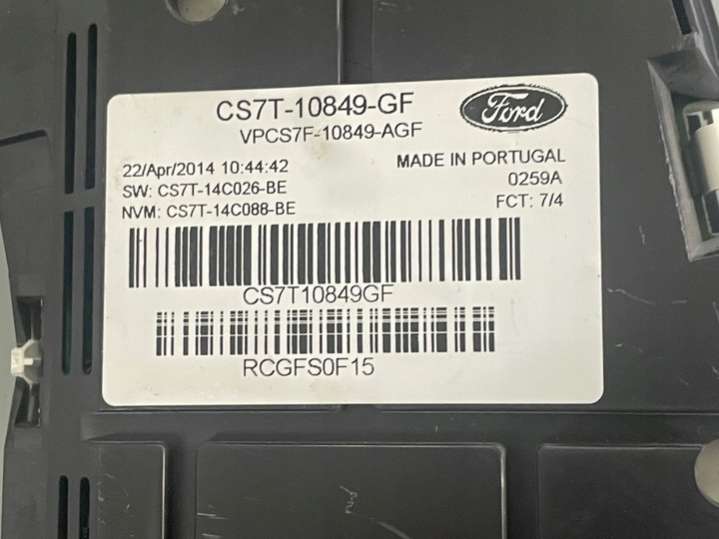 CS7T-10849-GF
Ford
VPCS7F-10849-AGF
22/Apr/2014 10:44:42
MADE IN PORTUGAL
SW: CS7T-14C026-BE
0259A
NVM: CS7T-14C088-BE
FCT: 7/4
CS7T10849GF
RCGFS0F15